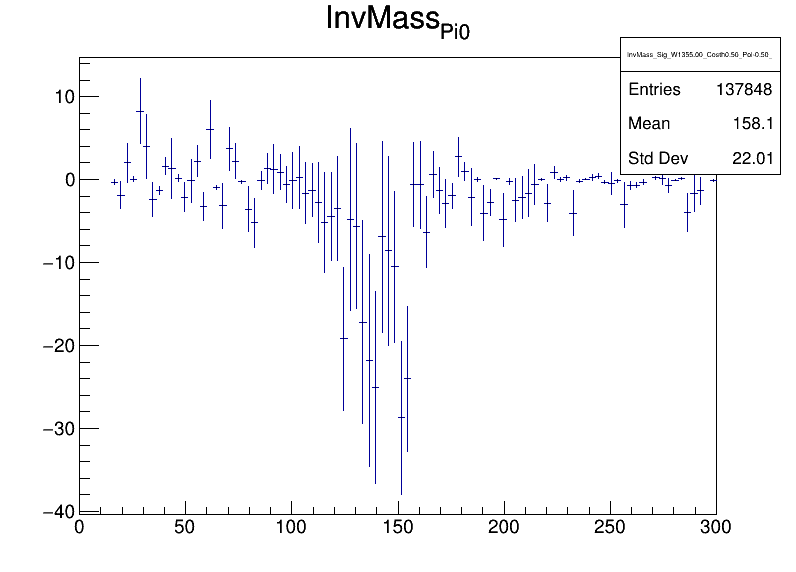 InvMass_Pi0
InvMass_Sig_W1355.00_Costh0.50_Pol-0.50_
Entries 137848
Mean 158.1
Std Dev 22.01
10
0
−10
−20
−30
−40
0 50 100 150 200 250 300